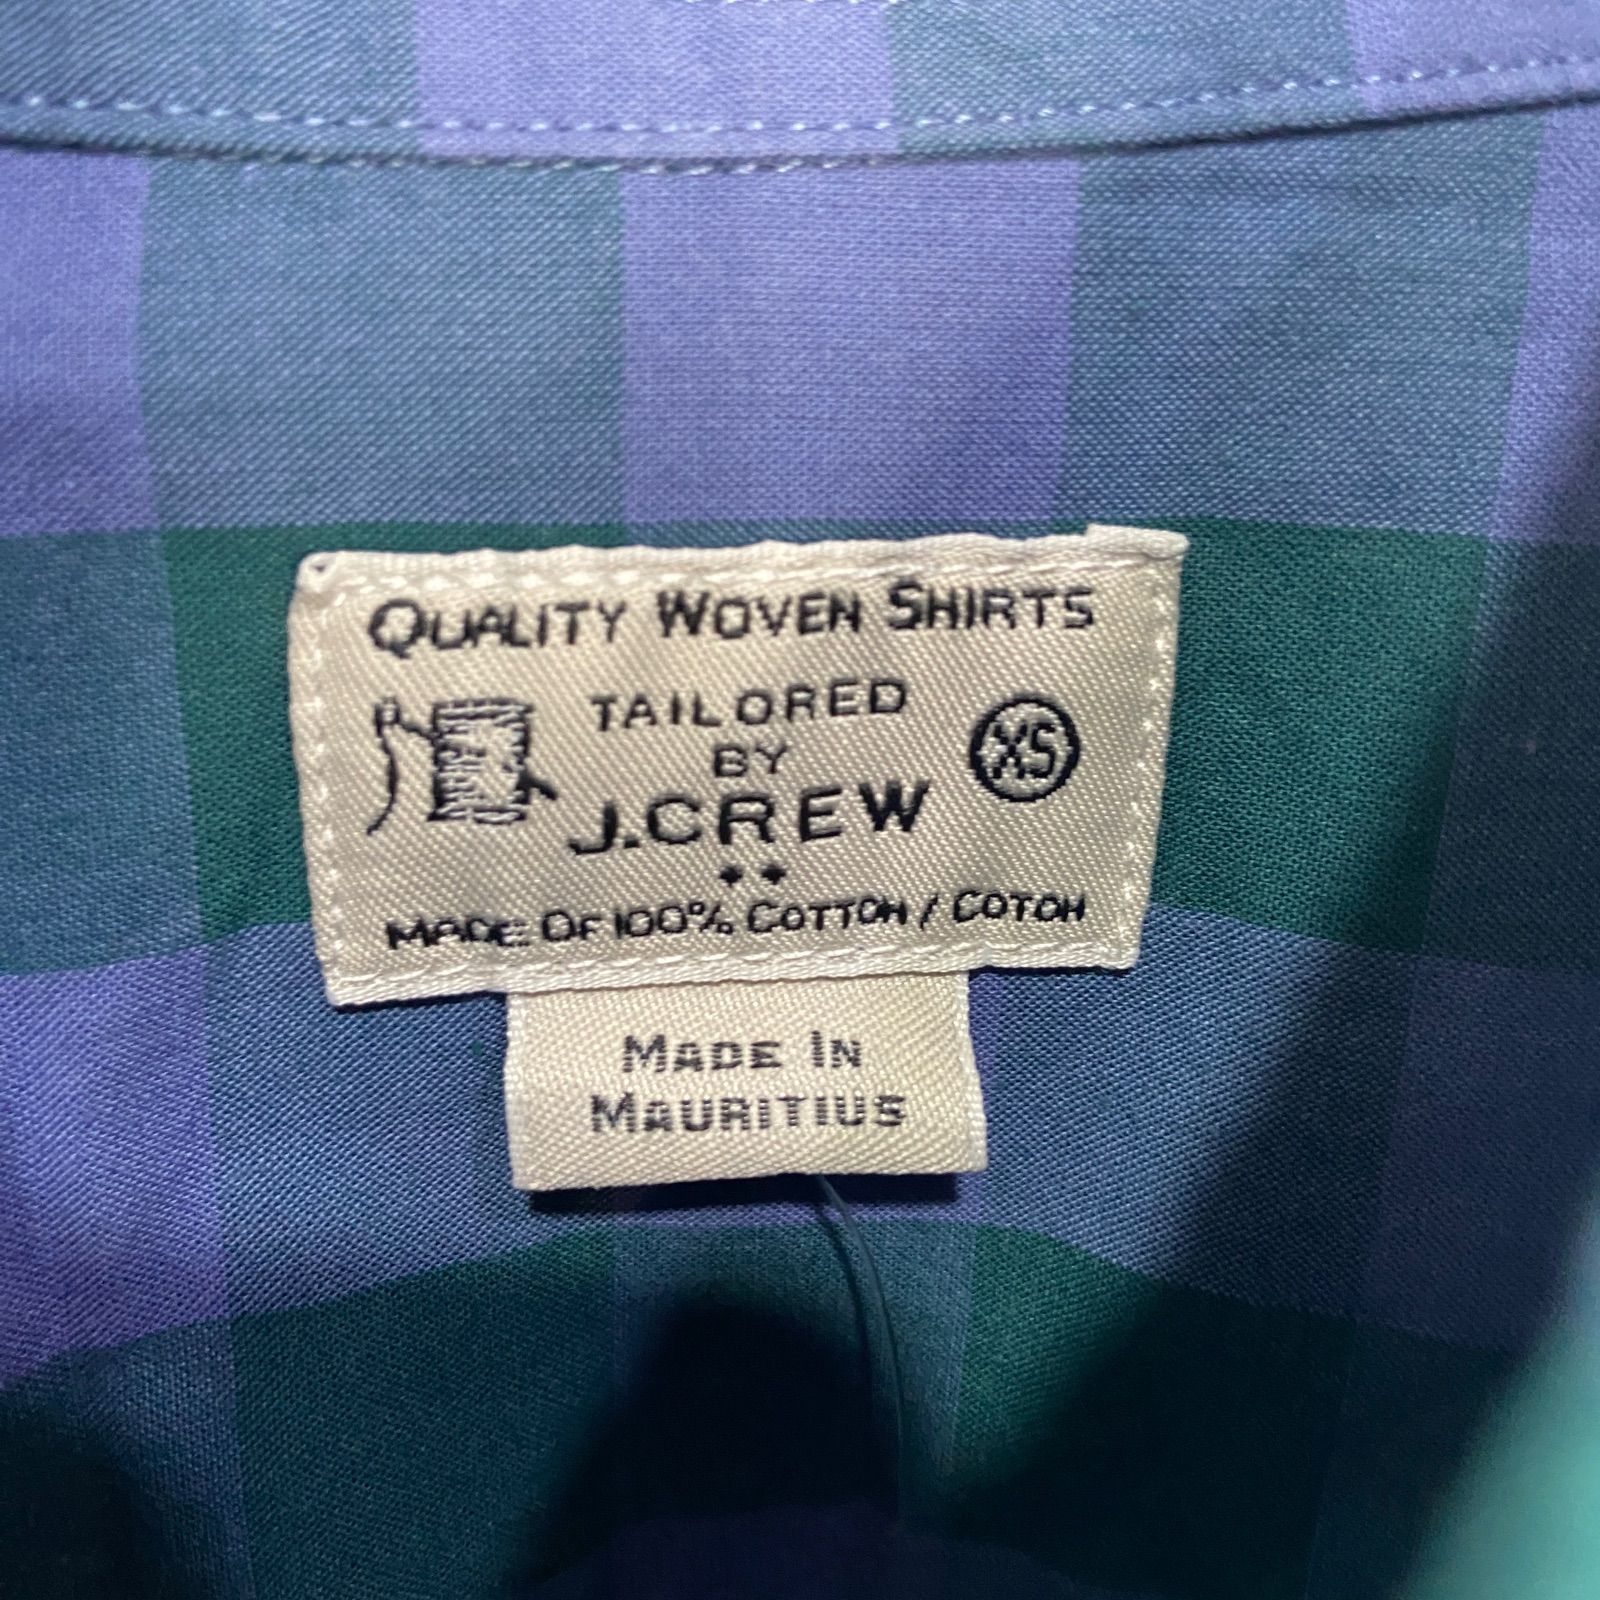 QUALITY WOVEN SHIRTS
TAILORED
BY
XS
J.CREW
MADE OF 100% COTTON / COTON
MADE IN
MAURITIUS